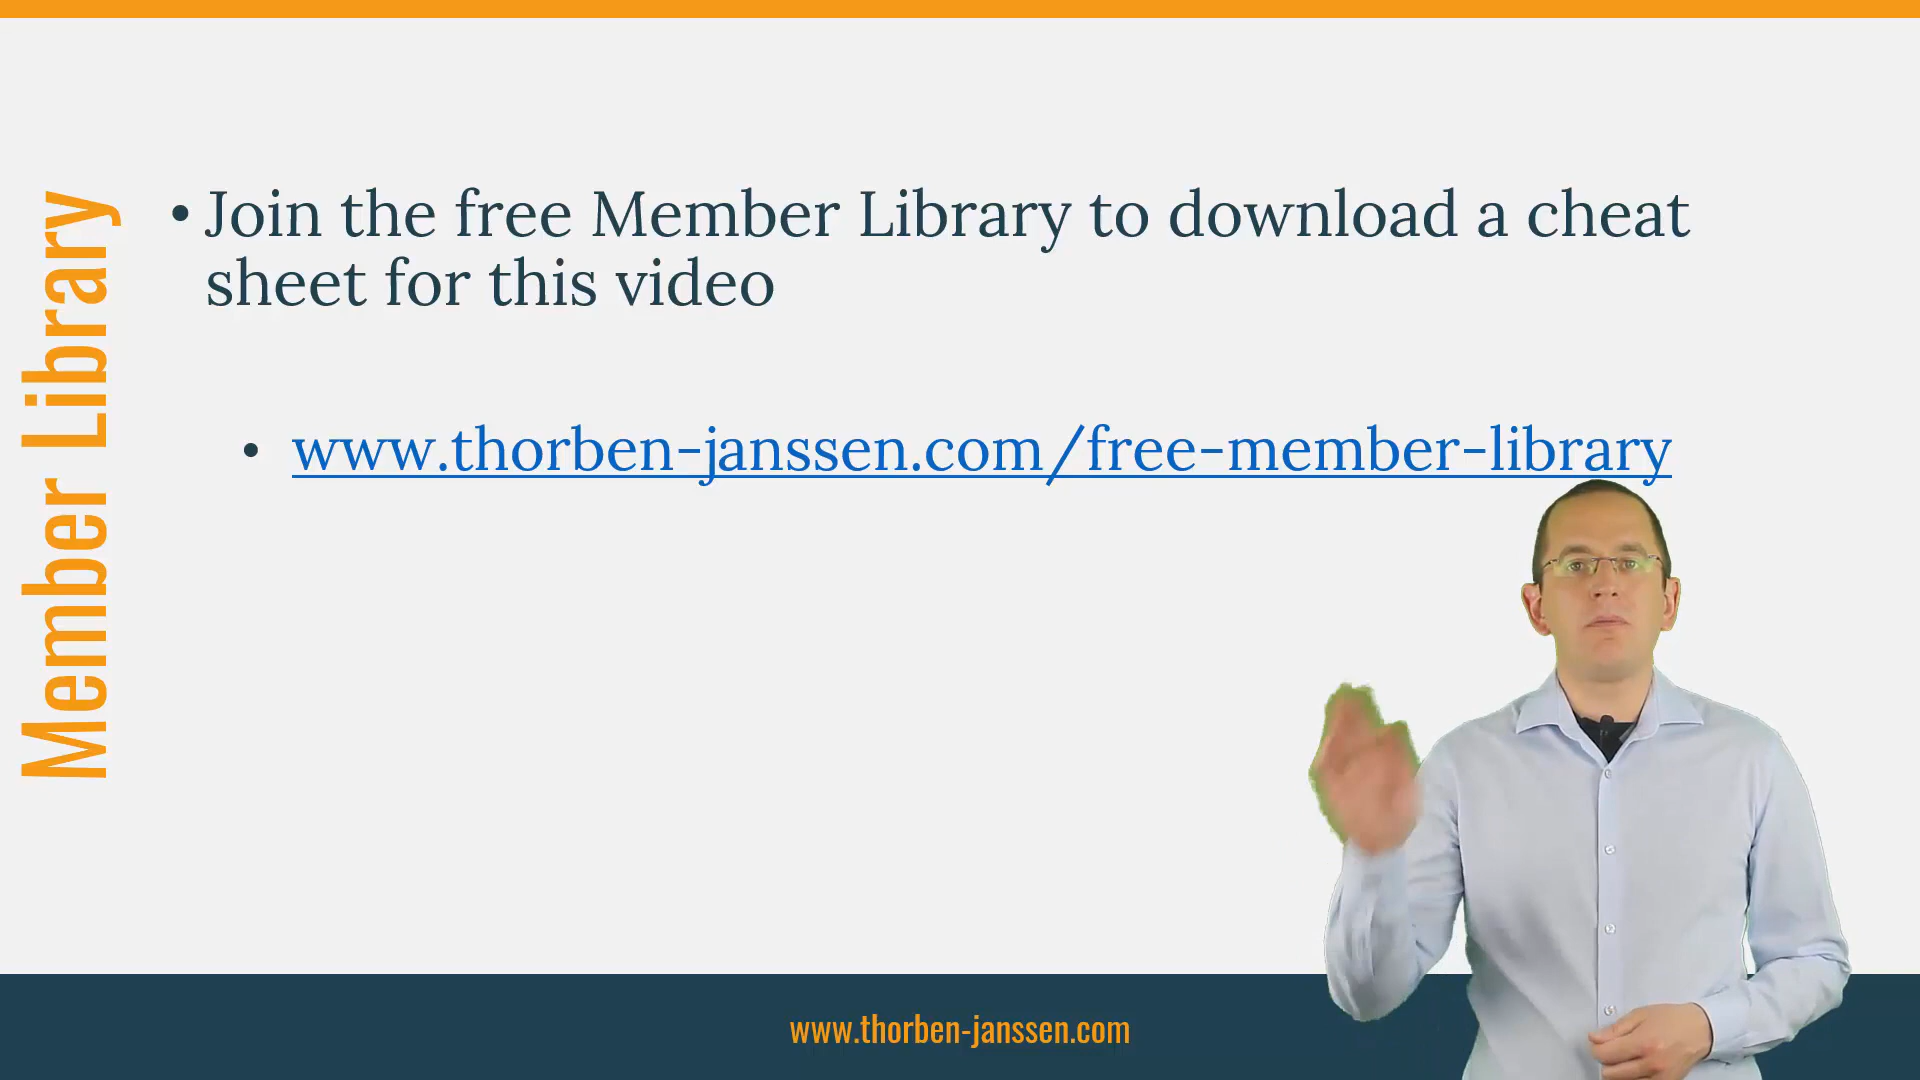 Member Library
• Join the free Member Library to download a cheat
sheet for this video
• www.thorben-janssen.com/free-member-library
www.thorben-janssen.com